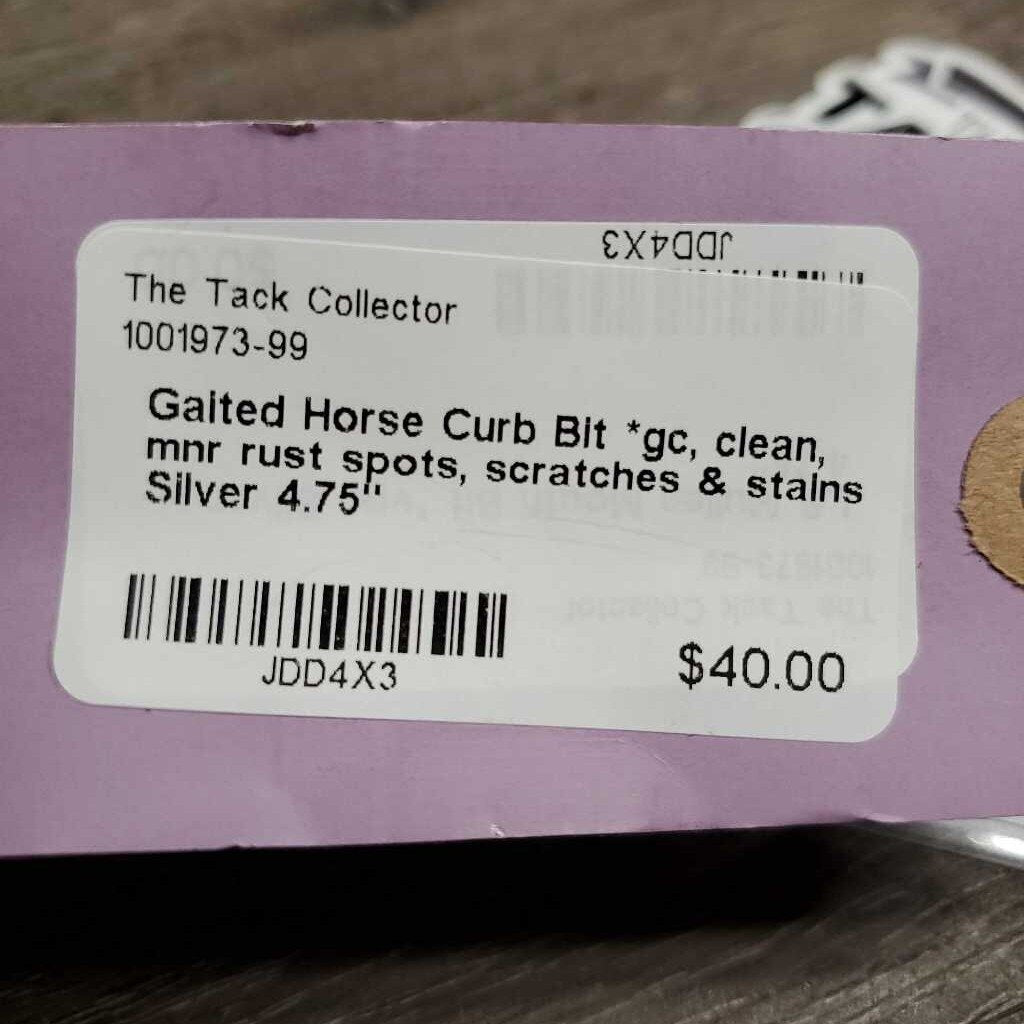 JDD4X3
The Tack Collector
1001973-99
Gaited Horse Curb Bit *gc, clean,
mnr rust spots, scratches & stains
Silver 4.75"
JDD4X3
$40.00